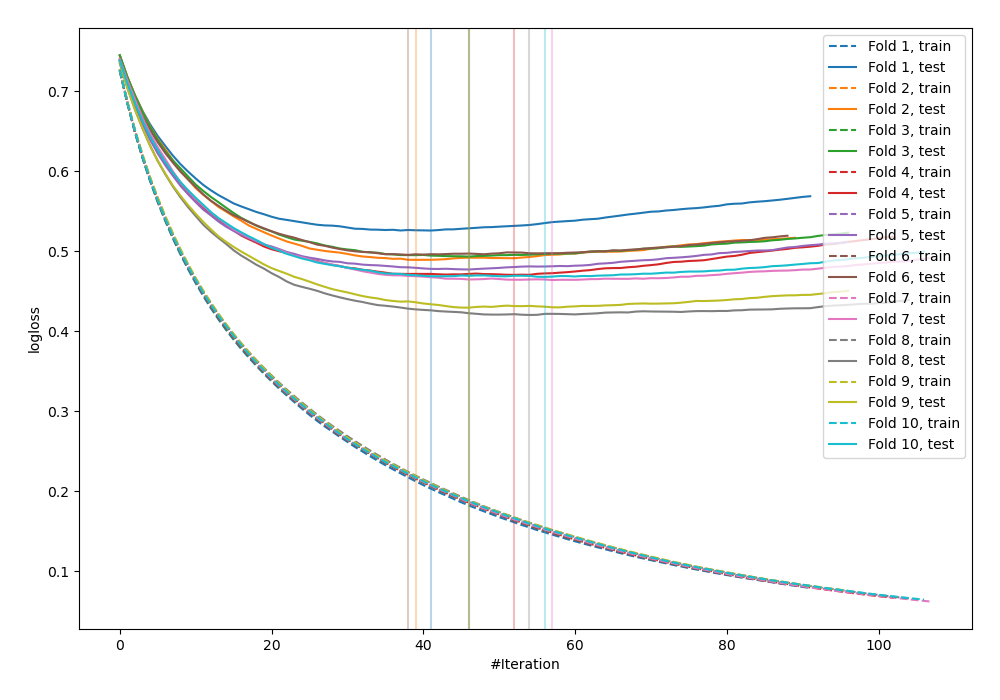 0.7
0.6
0.5
0.4
0.3
0.2
0.1
logloss
0 20 40 60 80 100
#Iteration
Fold 1, train
Fold 1, test
Fold 2, train
Fold 2, test
Fold 3, train
Fold 3, test
Fold 4, train
Fold 4, test
Fold 5, train
Fold 5, test
Fold 6, train
Fold 6, test
Fold 7, train
Fold 7, test
Fold 8, train
Fold 8, test
Fold 9, train
Fold 9, test
Fold 10, train
Fold 10, test